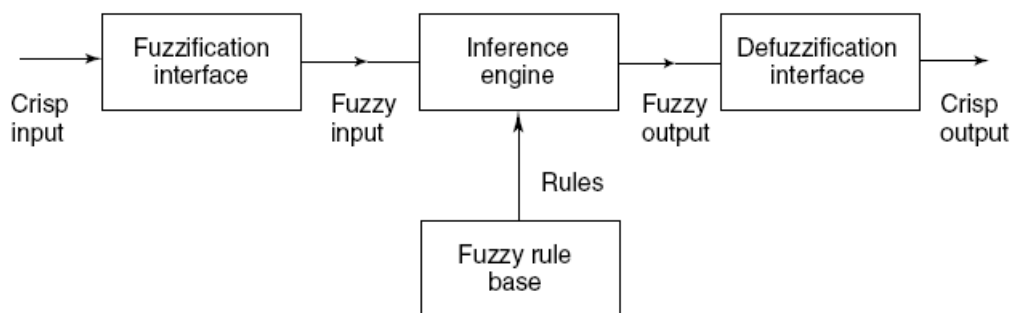 Fuzzification
interface
Inference
engine
Defuzzification
interface
Crisp
input
Fuzzy
input
Fuzzy
output
Crisp
output
Rules
Fuzzy rule
base